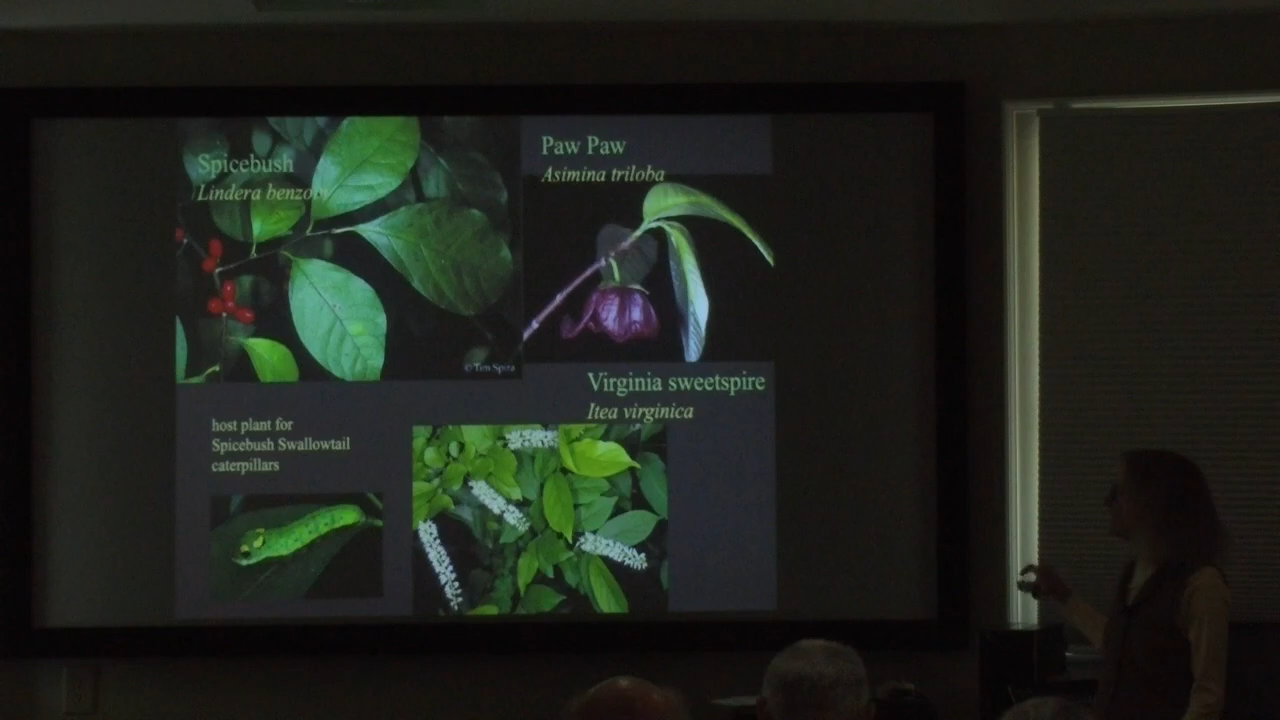 Spicebush
Lindera benzoin
Paw Paw
Asimina triloba
© Tim Spira
Virginia sweetspire
Itea virginica
host plant for
Spicebush Swallowtail
caterpillars